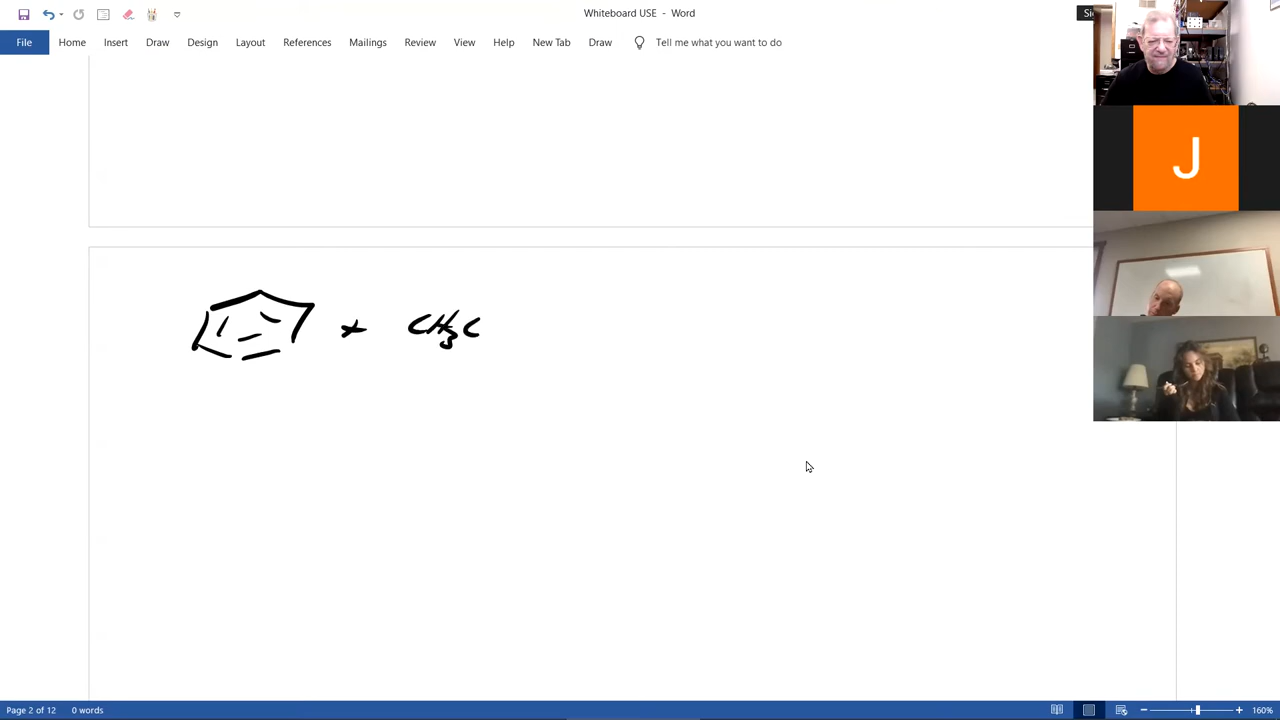 Whiteboard USE - Word
File Home Insert Draw Design Layout References Mailings Review View Help New Tab Draw Tell me what you want to do
J
+ CH3C
Page 2 of 12 0 words 160%